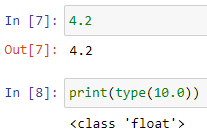 In [7]: 4.2
Out[7]: 4.2
In [8]: print(type(10.0))
<class 'float'>